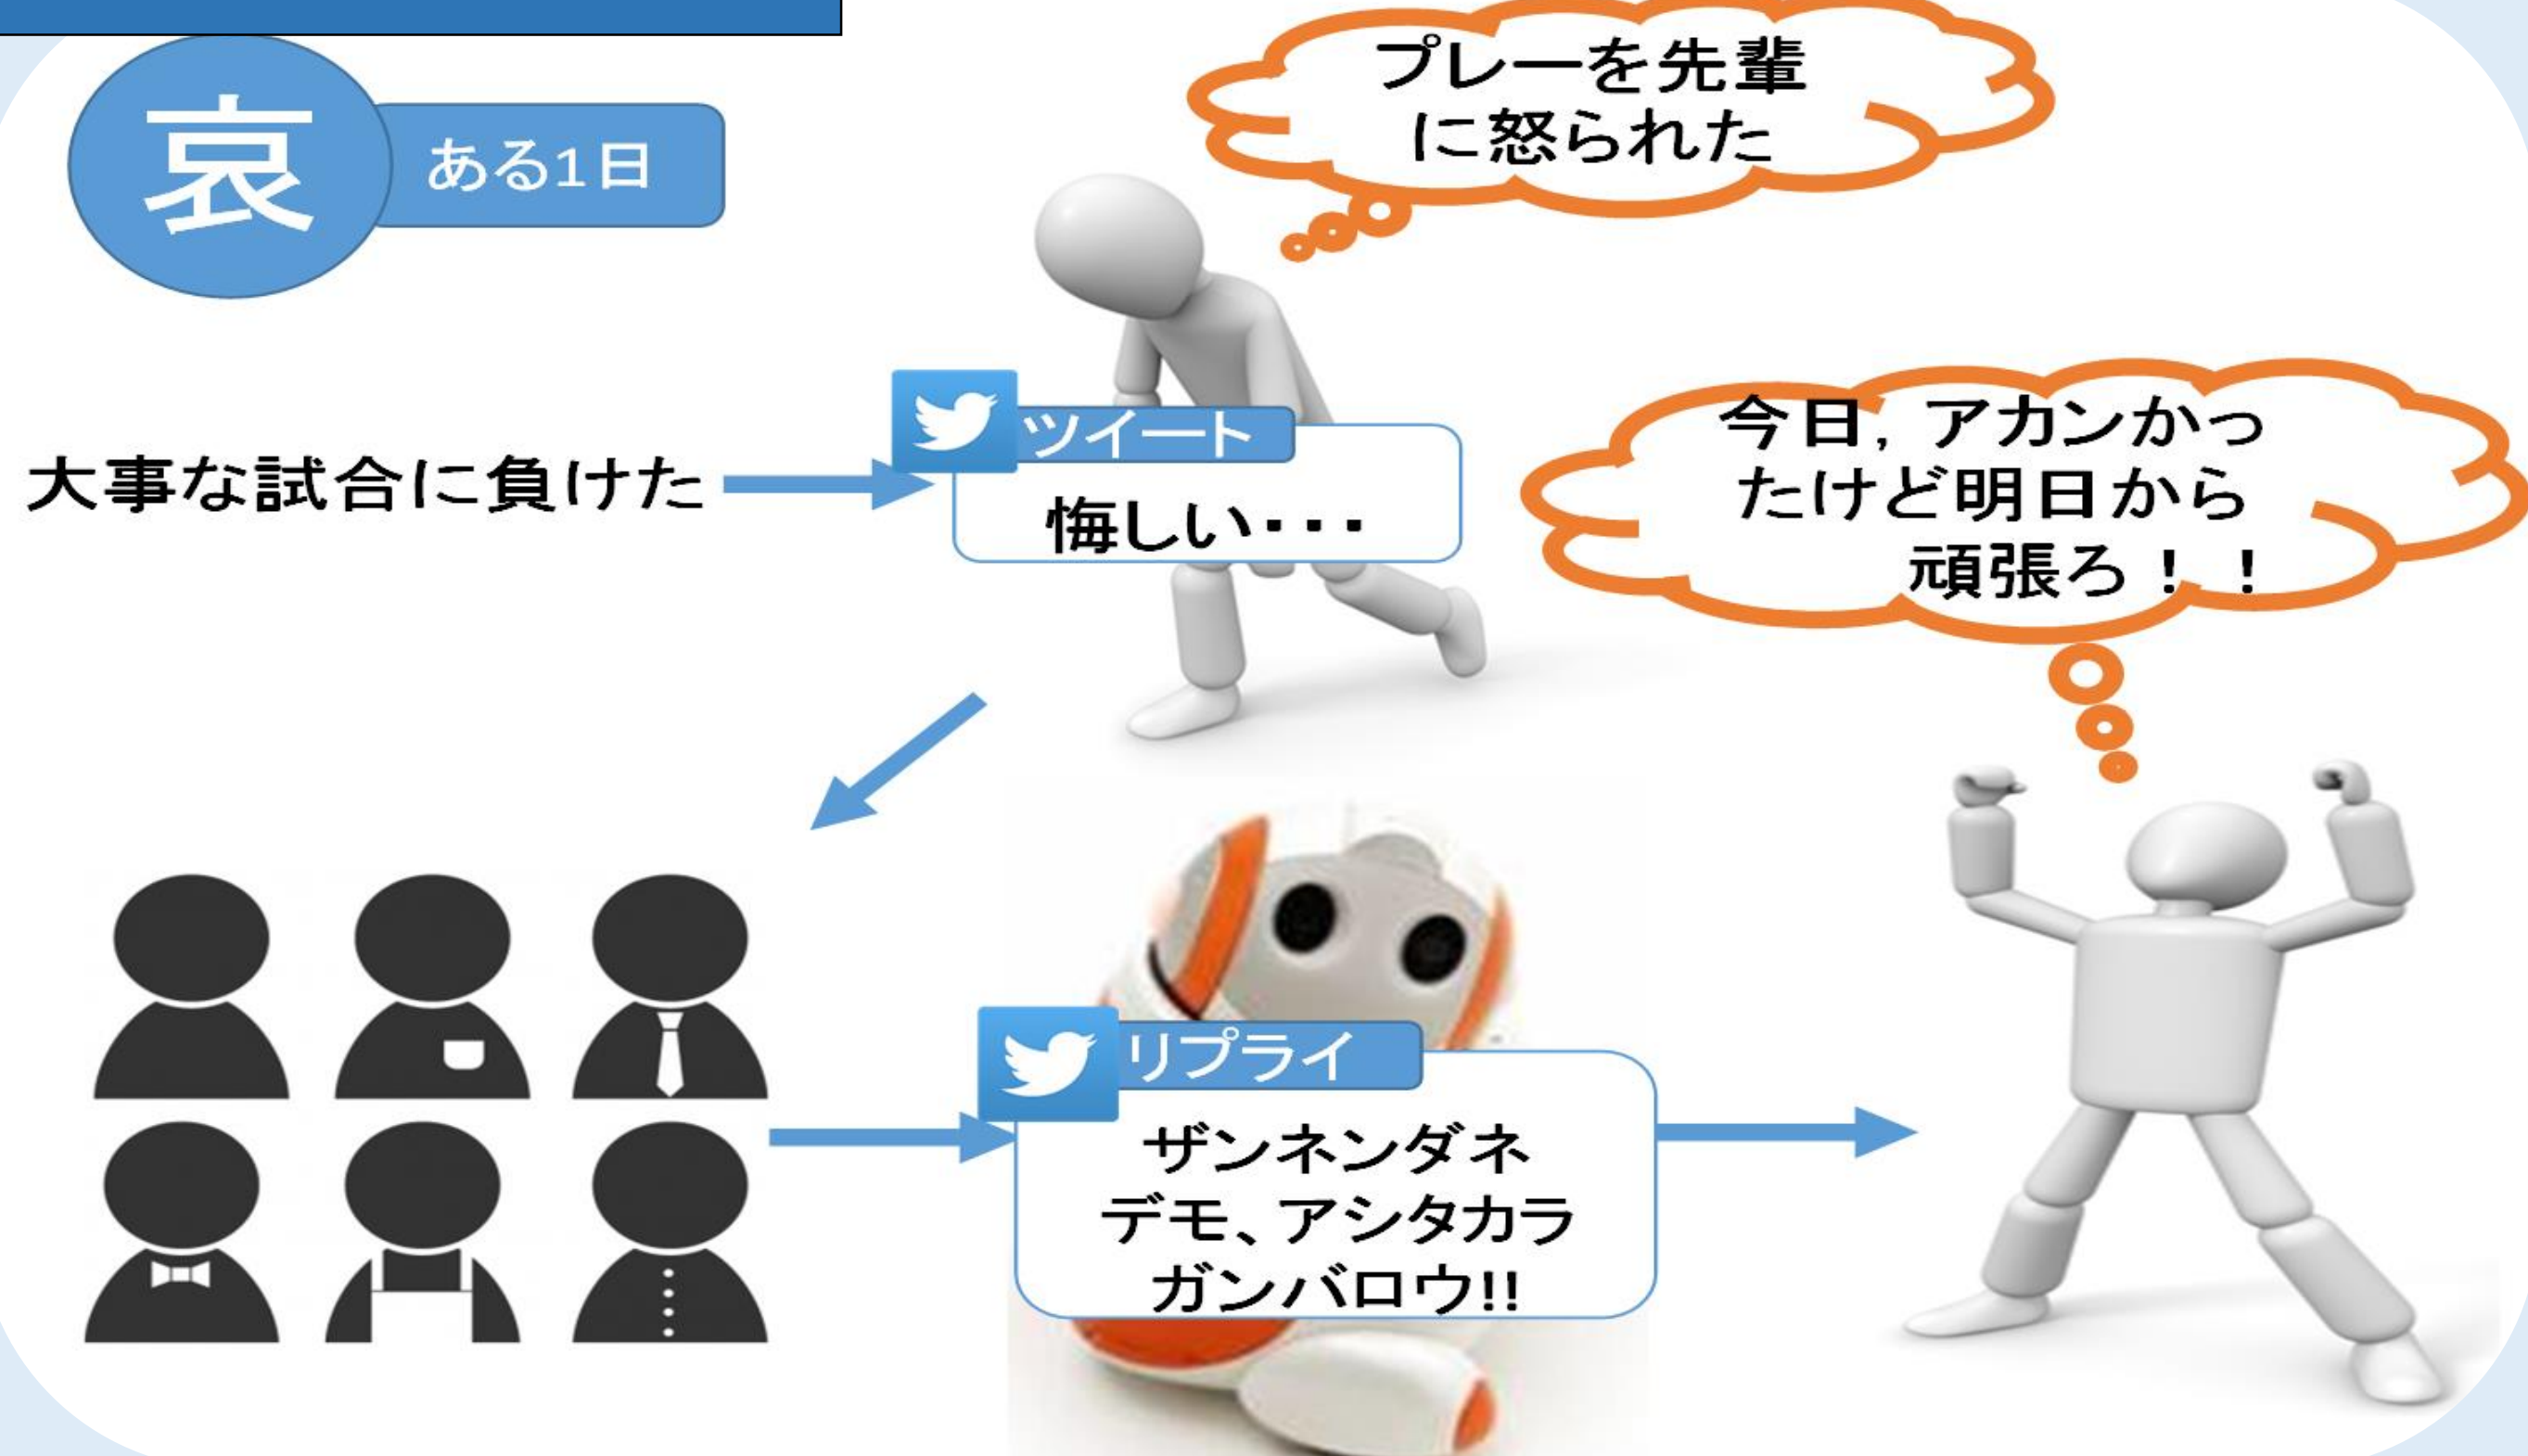 哀
ある1日
プレーを先輩
に怒られた
大事な試合に負けた
ツイート
悔しい・・・
今日，アカンかっ
たけど明日から
頑張ろ！！
リプライ
ザンネンダネ
デモ、アシタカラ
ガンバロウ!!